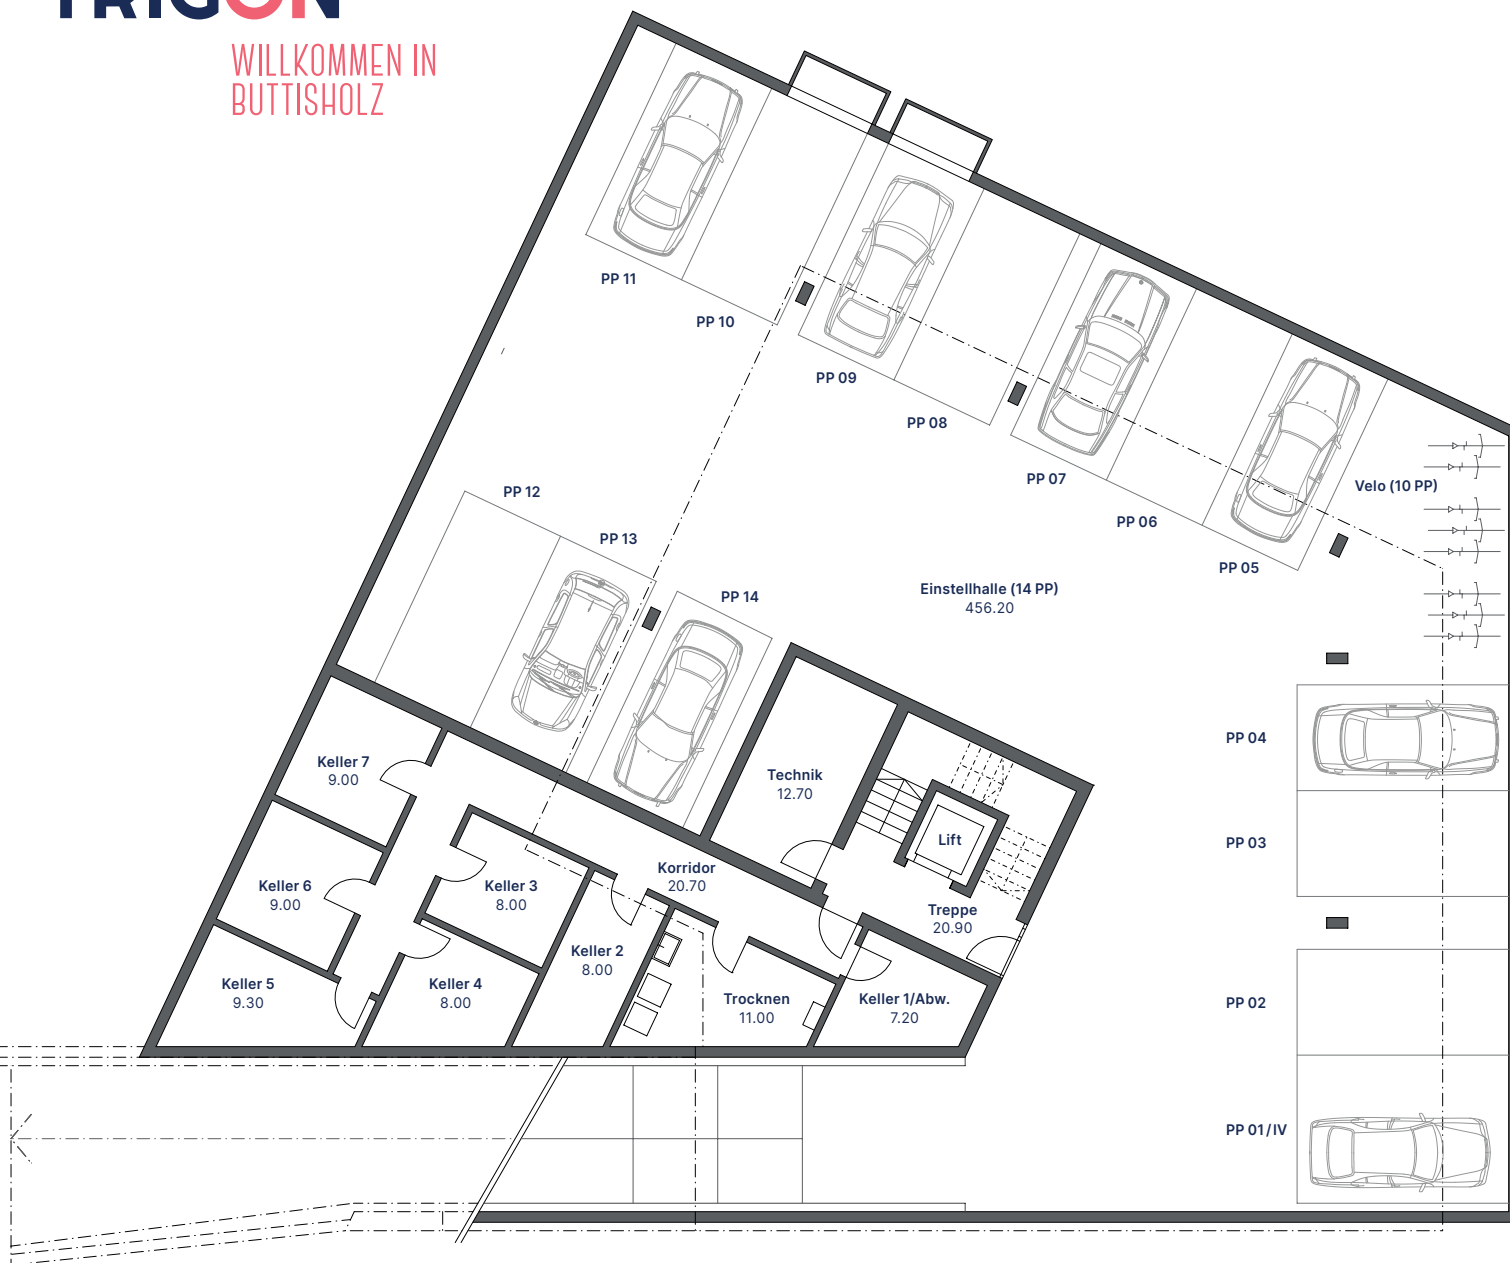 TRIGON
WILLKOMMEN IN
BUTTISHOLZ
PP 11
PP 10
PP 09
PP 08
PP 07
PP 06
PP 05
Velo (10 PP)
PP 12
PP 13
PP 14
Einstellhalle (14 PP)
456.20
PP 04
PP 03
PP 02
PP 01/IV
Keller 7
9.00
Technik
12.70
Lift
Keller 6
9.00
Keller 3
8.00
Korridor
20.70
Treppe
20.90
Keller 5
9.30
Keller 4
8.00
Keller 2
8.00
Trocknen
11.00
Keller 1/Abw.
7.20